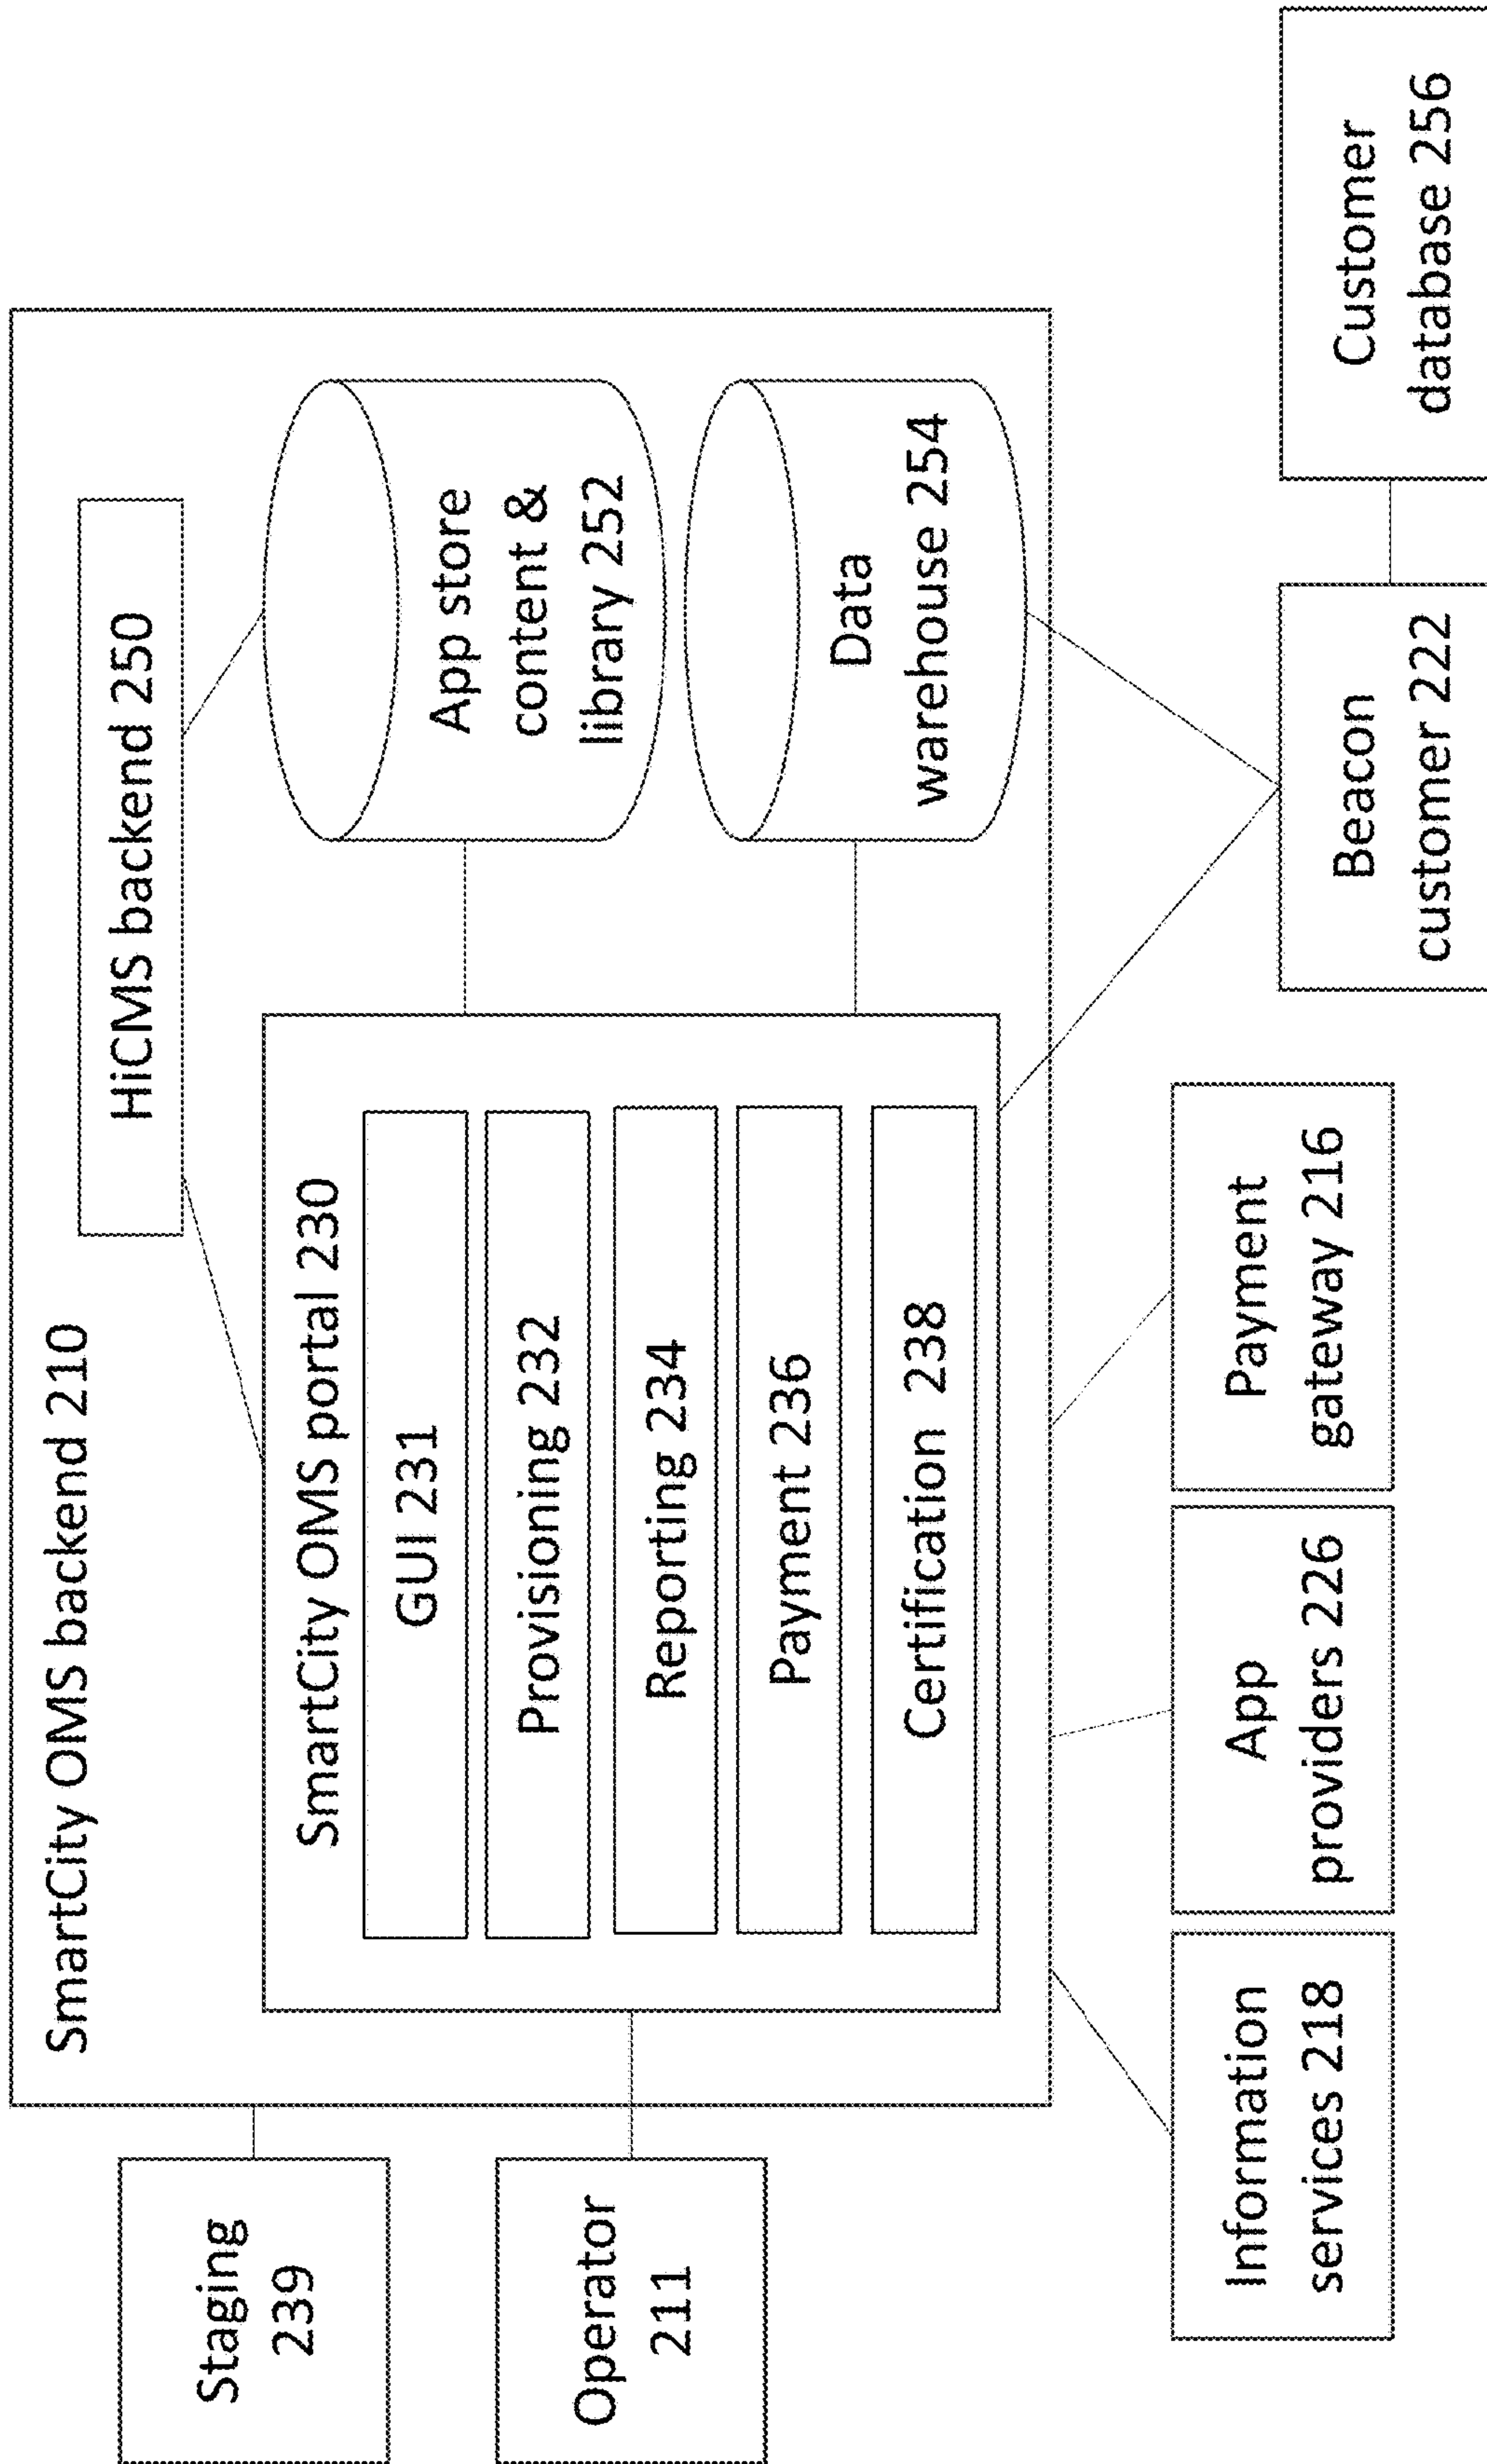 SmartCity OMS backend 210
HiCMS backend 250
Staging
239
Operator
211
SmartCity OMS portal 230
GUI 231
Provisioning 232
Reporting 234
Payment 236
Certification 238
App store
content &
library 252
Data
warehouse 254
Information
services 218
App
providers 226
Payment
gateway 216
Beacon
customer 222
Customer
database 256